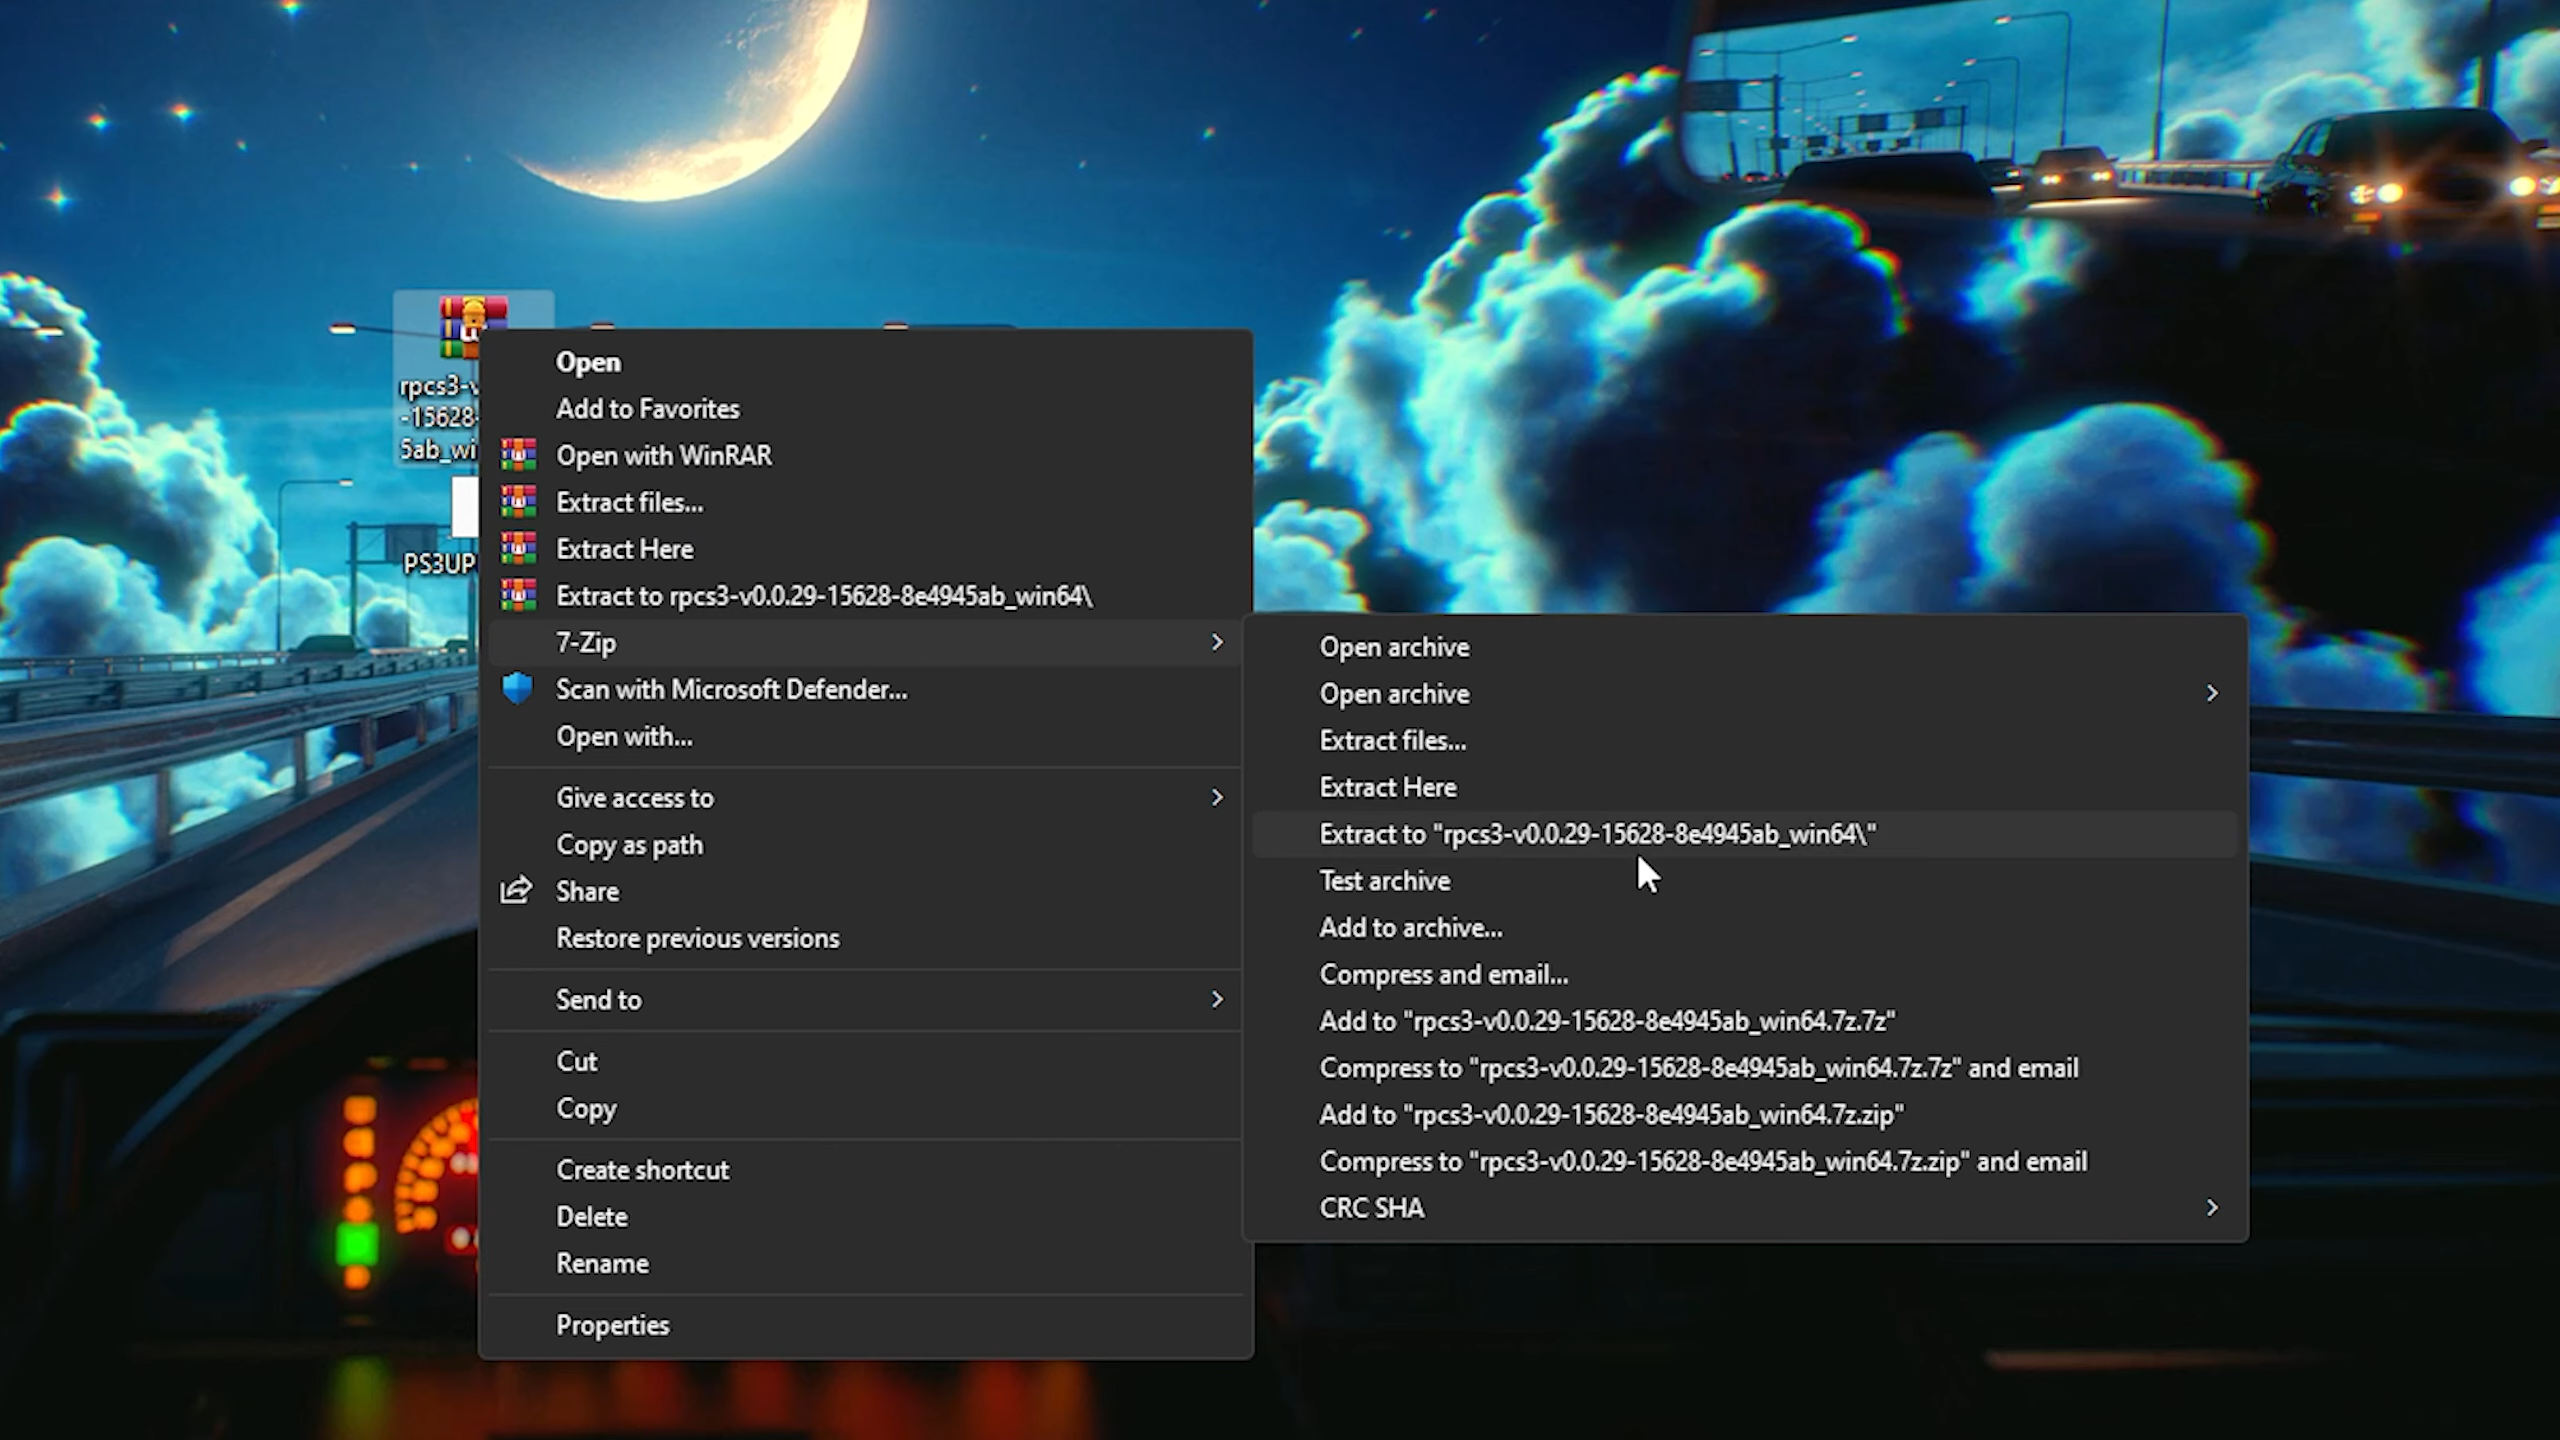 rpcs3-v
-15628-
5ab_wi
PS3UP
Open
Add to Favorites
Open with WinRAR
Extract files...
Extract Here
Extract to rpcs3-v0.0.29-15628-8e4945ab_win64\
7-Zip
Scan with Microsoft Defender...
Open with...
Give access to
Copy as path
Share
Restore previous versions
Send to
Cut
Copy
Create shortcut
Delete
Rename
Properties
Open archive
Open archive
Extract files...
Extract Here
Extract to "rpcs3-v0.0.29-15628-8e4945ab_win64\"
Test archive
Add to archive...
Compress and email...
Add to "rpcs3-v0.0.29-15628-8e4945ab_win64.7z.7z"
Compress to "rpcs3-v0.0.29-15628-8e4945ab_win64.7z.7z" and email
Add to "rpcs3-v0.0.29-15628-8e4945ab_win64.7z.zip"
Compress to "rpcs3-v0.0.29-15628-8e4945ab_win64.7z.zip" and email
CRC SHA